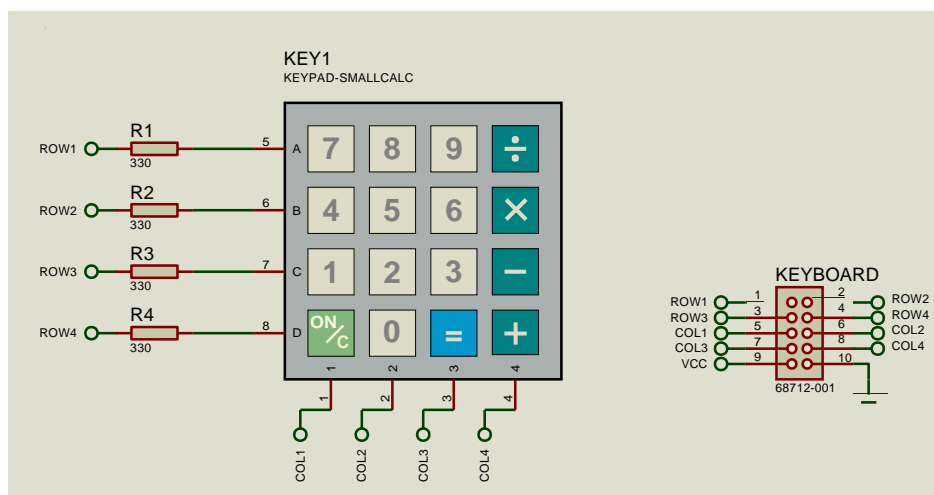 KEY1
KEYPAD-SMALLCALC
R1
ROW1
330
5
A
7 8 9 ÷
R2
ROW2
330
6
B
4 5 6 ×
R3
ROW3
330
7
C
1 2 3 −
R4
ROW4
330
8
D
ON/C 0 = +
1 2 3 4
1 2 3 4
COL1 COL2 COL3 COL4
KEYBOARD
ROW1 1 2 ROW2
ROW3 3 4 ROW4
COL1 5 6 COL2
COL3 7 8 COL4
VCC 9 10
68712-001